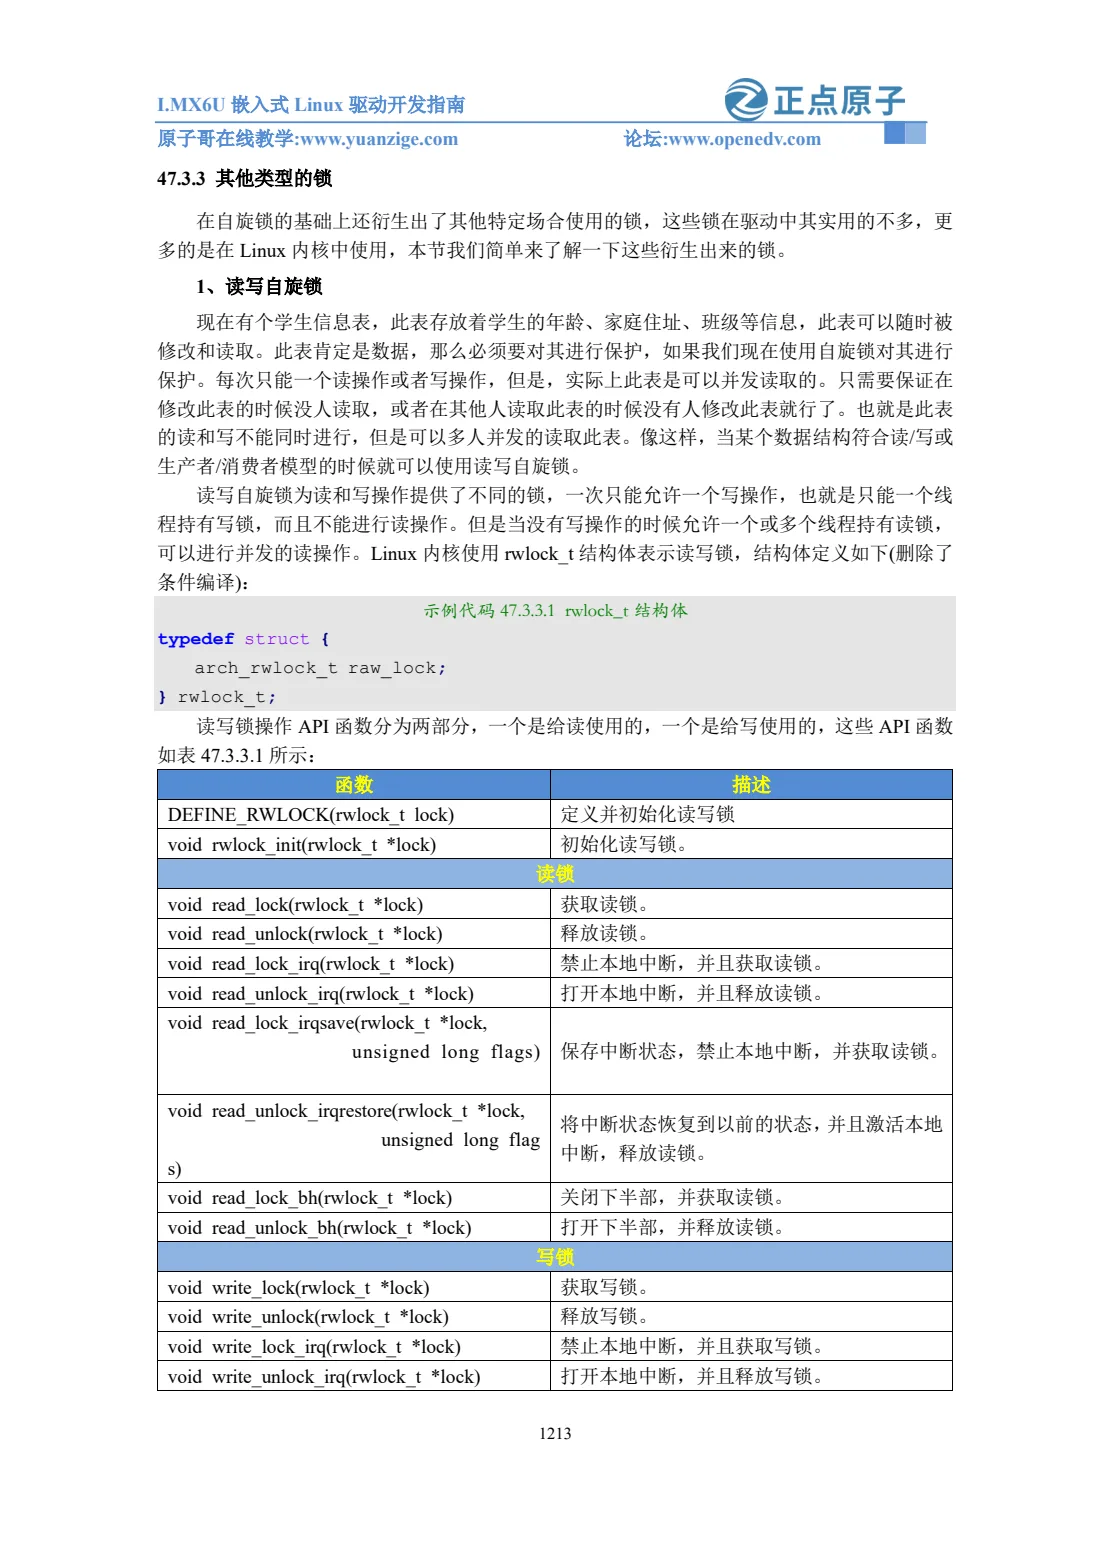 I.MX6U 嵌入式 Linux 驱动开发指南
正点原子
原子哥在线教学:www.yuanzige.com 论坛:www.openedv.com
47.3.3 其他类型的锁
在自旋锁的基础上还衍生出了其他特定场合使用的锁，这些锁在驱动中其实用的不多，更
多的是在 Linux 内核中使用，本节我们简单来了解一下这些衍生出来的锁。
1、读写自旋锁
现在有个学生信息表，此表存放着学生的年龄、家庭住址、班级等信息，此表可以随时被
修改和读取。此表肯定是数据，那么必须要对其进行保护，如果我们现在使用自旋锁对其进行
保护。每次只能一个读操作或者写操作，但是，实际上此表是可以并发读取的。只需要保证在
修改此表的时候没人读取，或者在其他人读取此表的时候没有人修改此表就行了。也就是此表
的读和写不能同时进行，但是可以多人并发的读取此表。像这样，当某个数据结构符合读/写或
生产者/消费者模型的时候就可以使用读写自旋锁。
读写自旋锁为读和写操作提供了不同的锁，一次只能允许一个写操作，也就是只能一个线
程持有写锁，而且不能进行读操作。但是当没有写操作的时候允许一个或多个线程持有读锁，
可以进行并发的读操作。Linux 内核使用 rwlock_t 结构体表示读写锁，结构体定义如下(删除了
条件编译)：
示例代码 47.3.3.1 rwlock_t 结构体
typedef struct {
arch_rwlock_t raw_lock;
} rwlock_t;
读写锁操作 API 函数分为两部分，一个是给读使用的，一个是给写使用的，这些 API 函数
如表 47.3.3.1 所示：
函数 描述
DEFINE_RWLOCK(rwlock_t lock) 定义并初始化读写锁
void rwlock_init(rwlock_t *lock) 初始化读写锁。
读锁
void read_lock(rwlock_t *lock) 获取读锁。
void read_unlock(rwlock_t *lock) 释放读锁。
void read_lock_irq(rwlock_t *lock) 禁止本地中断，并且获取读锁。
void read_unlock_irq(rwlock_t *lock) 打开本地中断，并且释放读锁。
void read_lock_irqsave(rwlock_t *lock,
unsigned long flags) 保存中断状态，禁止本地中断，并获取读锁。
void read_unlock_irqrestore(rwlock_t *lock,
unsigned long flag
s)
将中断状态恢复到以前的状态，并且激活本地
中断，释放读锁。
void read_lock_bh(rwlock_t *lock) 关闭下半部，并获取读锁。
void read_unlock_bh(rwlock_t *lock) 打开下半部，并释放读锁。
写锁
void write_lock(rwlock_t *lock) 获取写锁。
void write_unlock(rwlock_t *lock) 释放写锁。
void write_lock_irq(rwlock_t *lock) 禁止本地中断，并且获取写锁。
void write_unlock_irq(rwlock_t *lock) 打开本地中断，并且释放写锁。
1213